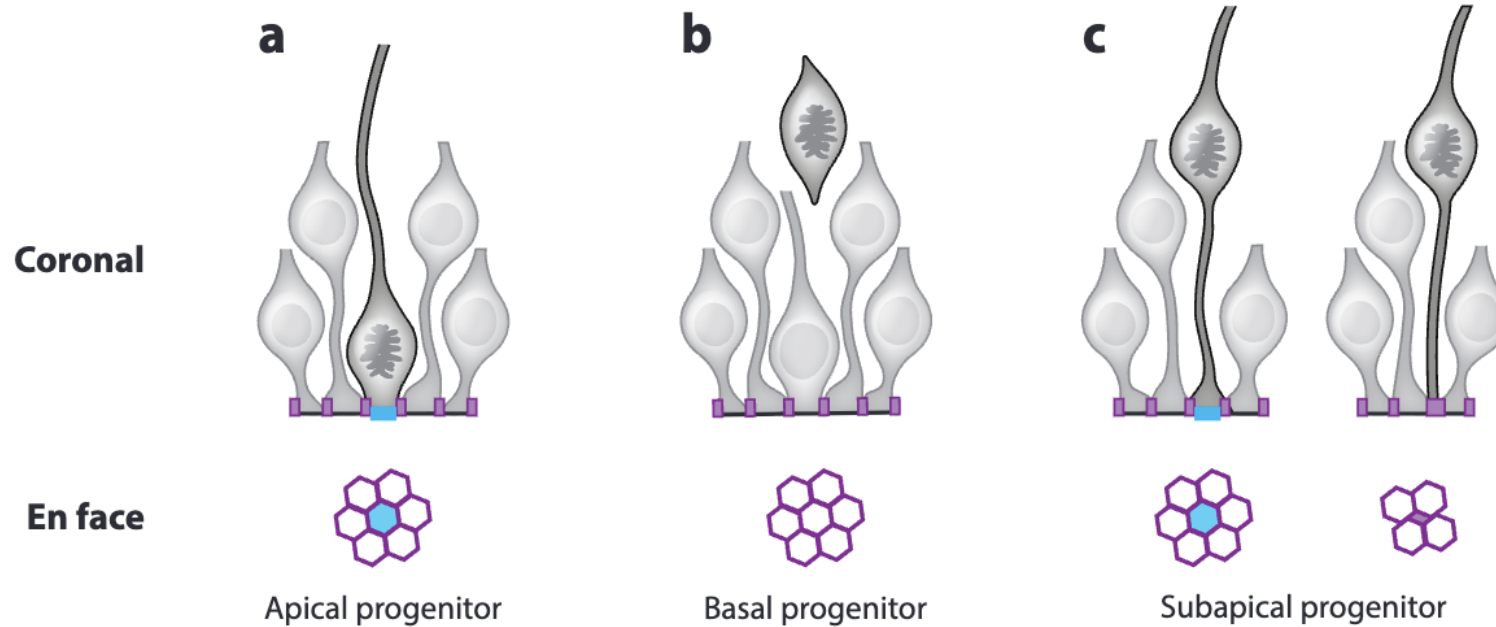 a
b
c
Coronal
En face
Apical progenitor
Basal progenitor
Subapical progenitor